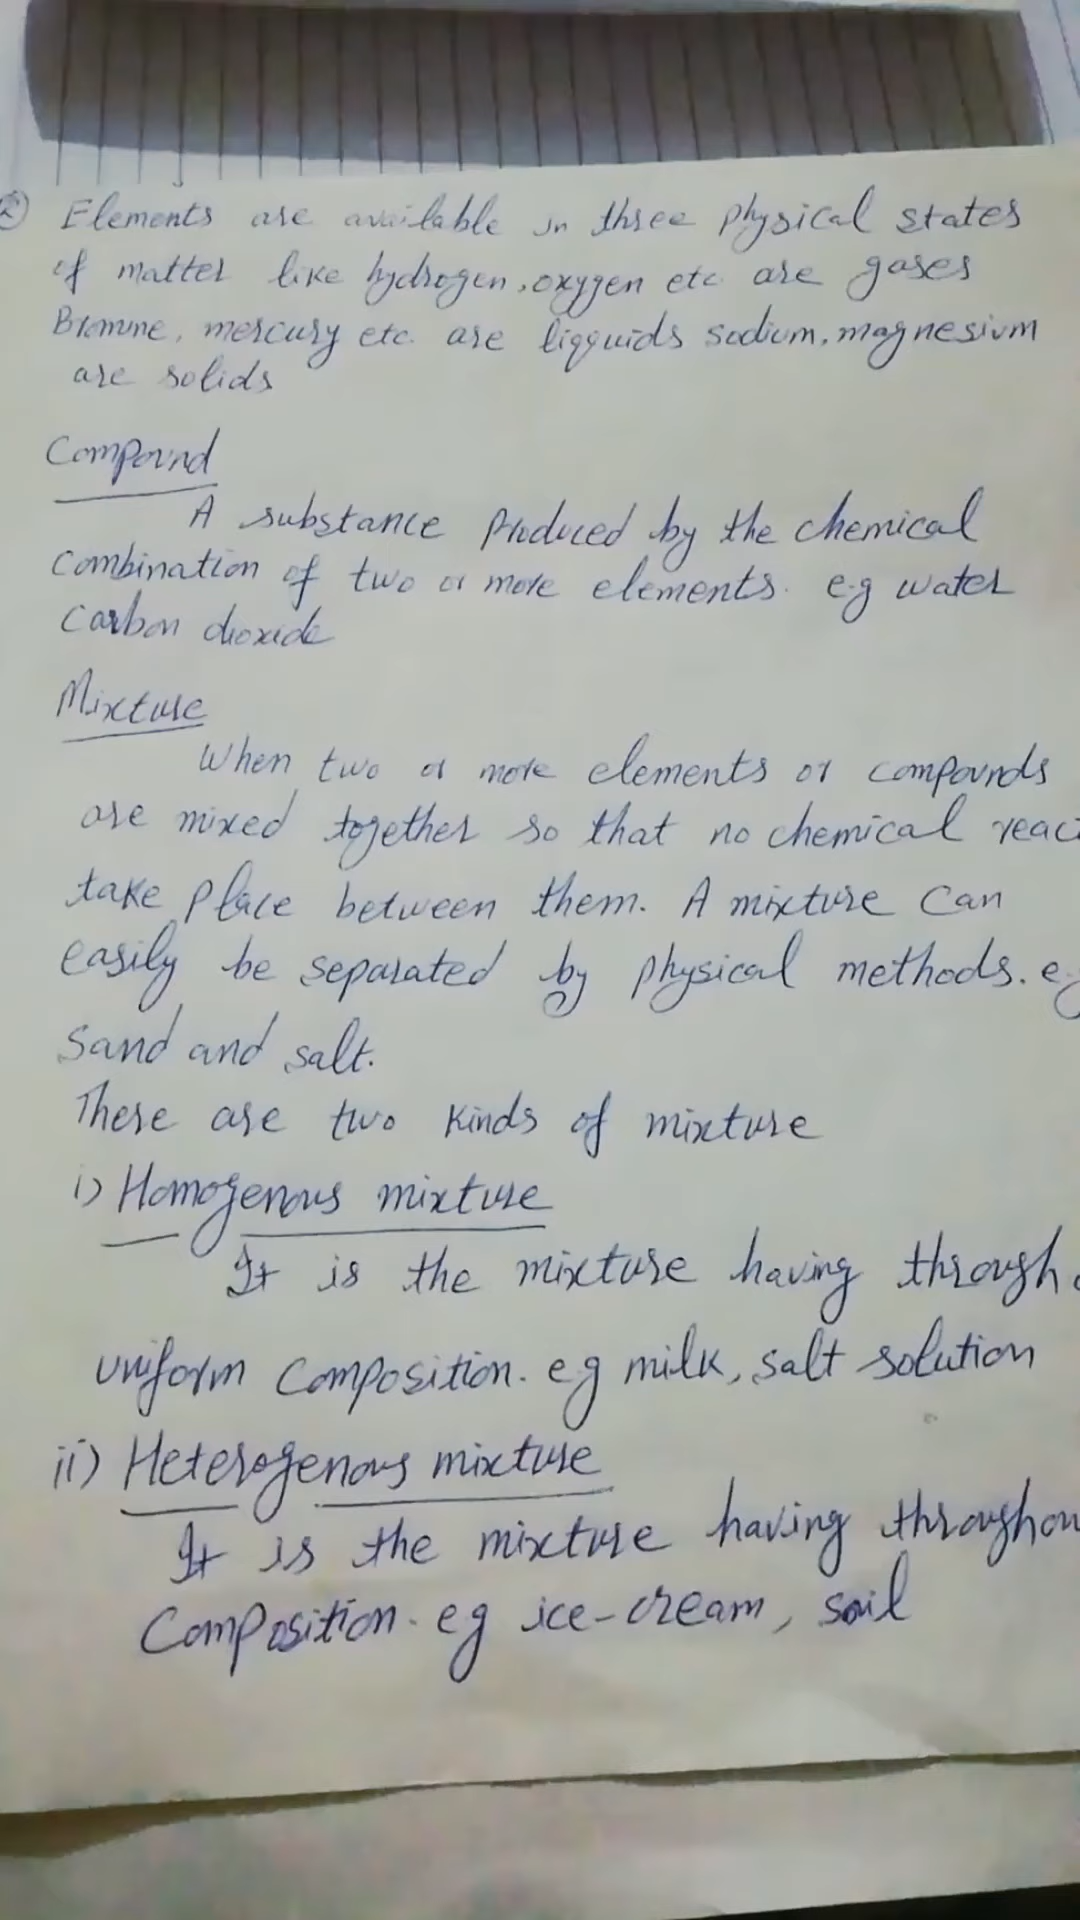 ② Elements are available in three physical states
of matter like hydrogen, oxygen etc are gases
Bromine, mercury etc. are liqquids sodium, magnesium
are solids
Compound
A substance Produced by the chemical
Combination of two or more elements. e.g water
Carbon dioxide
Mixture
When two or more elements or compounds
are mixed together so that no chemical reac
take place between them. A mixture can
easily be separated by physical methods. e.g
Sand and salt.
There are two kinds of mixture
i) Homogenous mixture
It is the mixture having through
uniform composition. eg milk, salt solution
ii) Heterogenous mixture
It is the mixture having throughou
Composition. eg ice-cream, soil